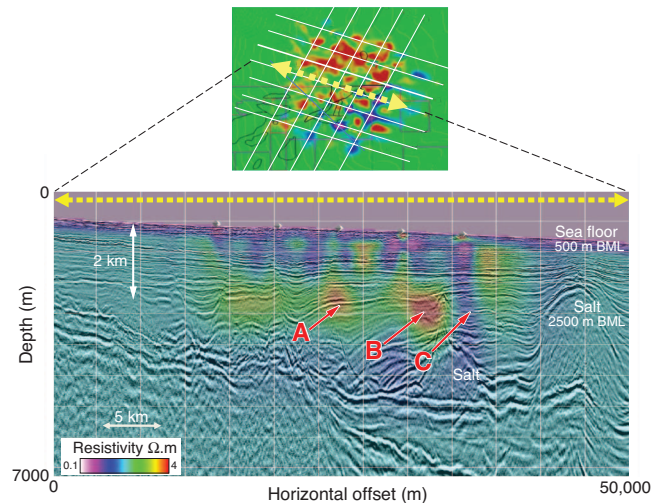 0
Sea floor
500 m BML
2 km
Salt
2500 m BML
A
B
C
Salt
Depth (m)
5 km
Resistivity Ω.m
0.1
4
7000
0
50,000
Horizontal offset (m)